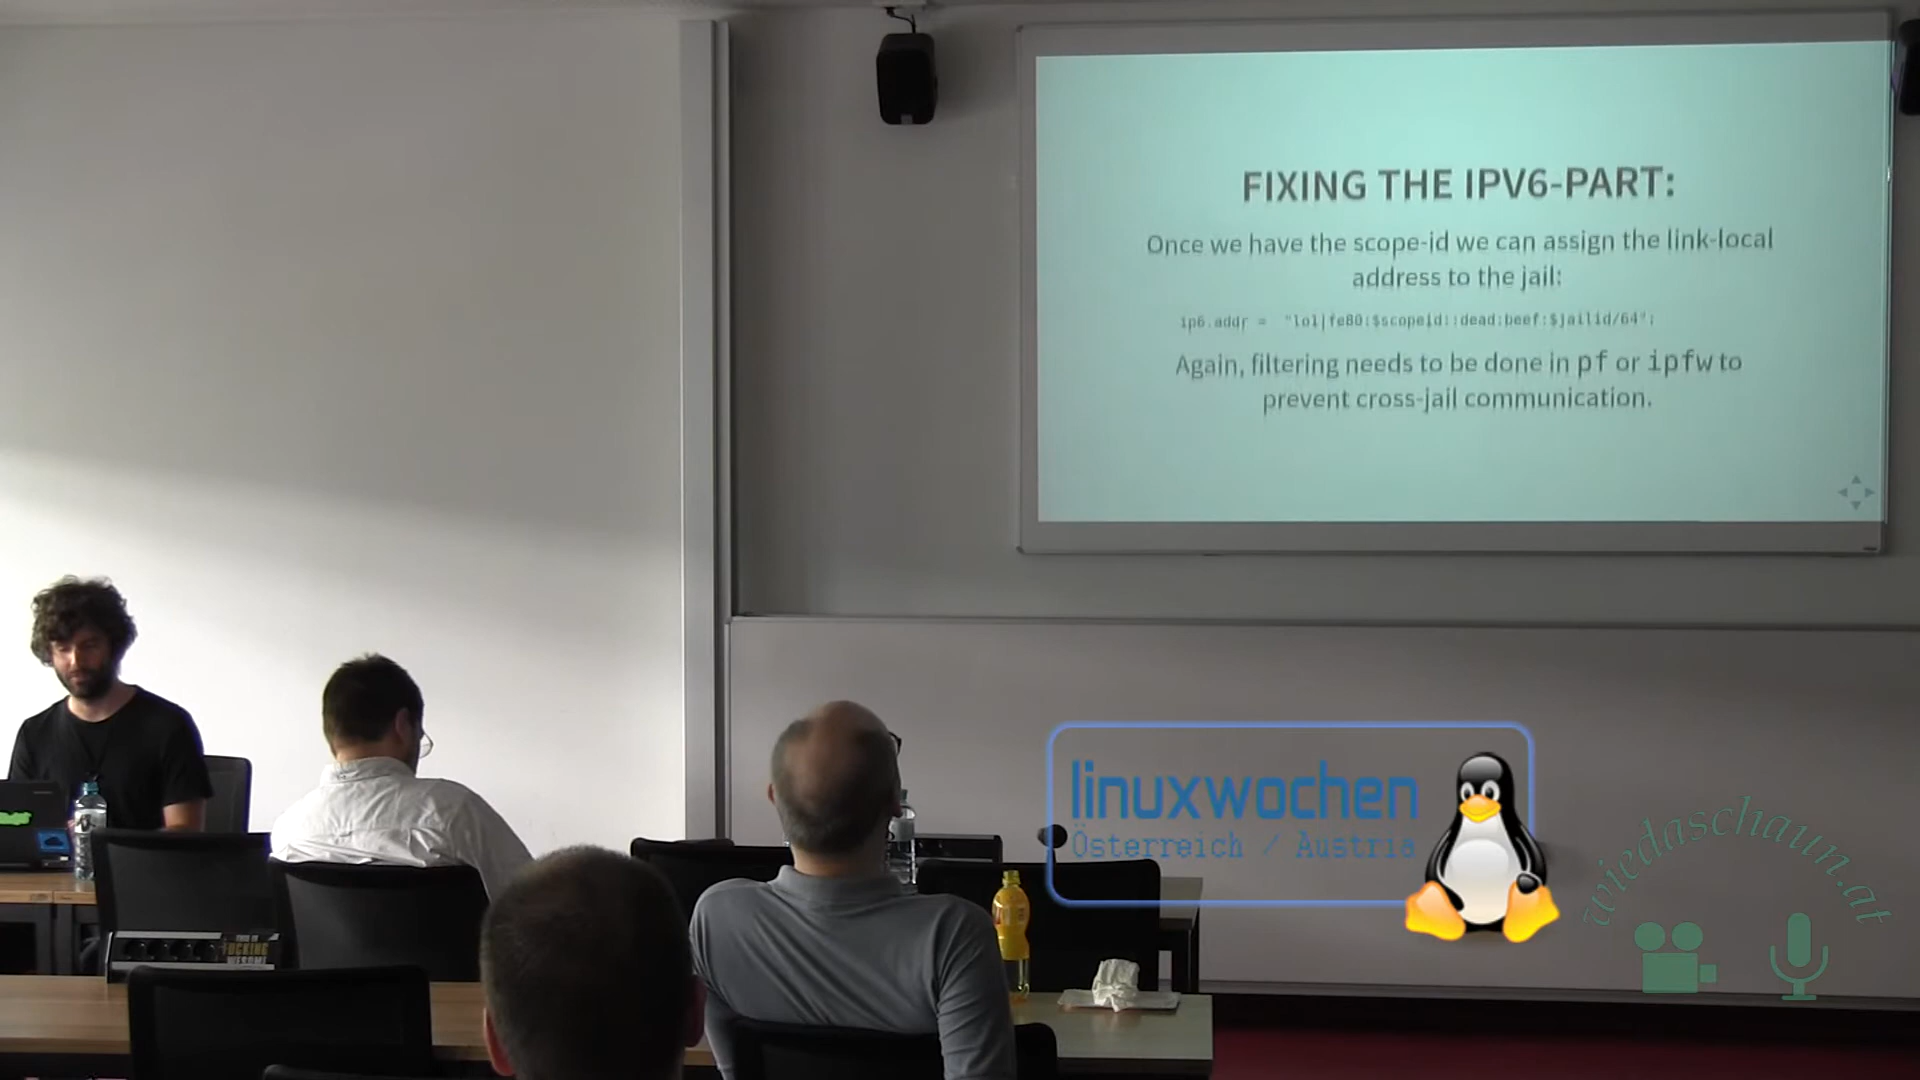 FIXING THE IPV6-PART:
Once we have the scope-id we can assign the link-local
address to the jail:
ip6.addr = "lo1|fe80:$scopeid::dead:beef:$jailid/64";
Again, filtering needs to be done in pf or ipfw to
prevent cross-jail communication.
linuxwochen
Österreich / Austria
wiedaschaun.at
FUCKING